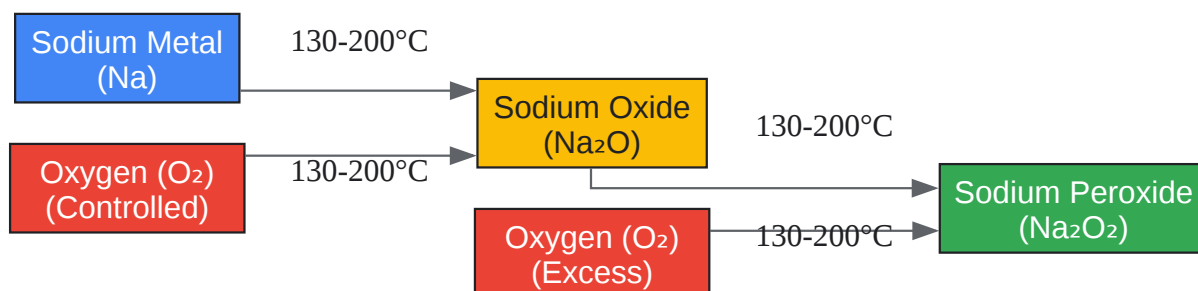 Sodium Metal
(Na)
130-200°C
Oxygen (O₂)
(Controlled)
130-200°C
Sodium Oxide
(Na₂O)
130-200°C
Oxygen (O₂)
(Excess)
130-200°C
Sodium Peroxide
(Na₂O₂)